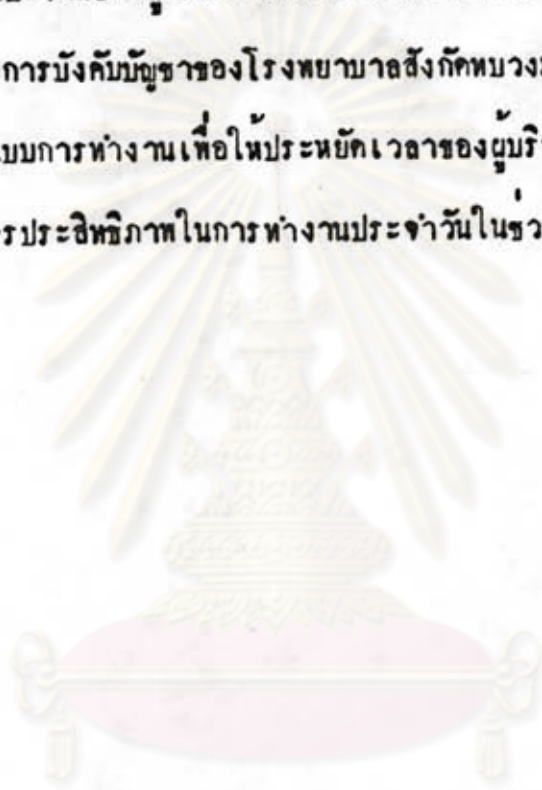 การบังคับบัญชาของโรงพยาบาลสังกัดทบวง
บบการทำงานเพื่อให้ประหยัดเวลาของผู้บริ
รประสิทธิภาพในการทำงานประจำวันในช่ว